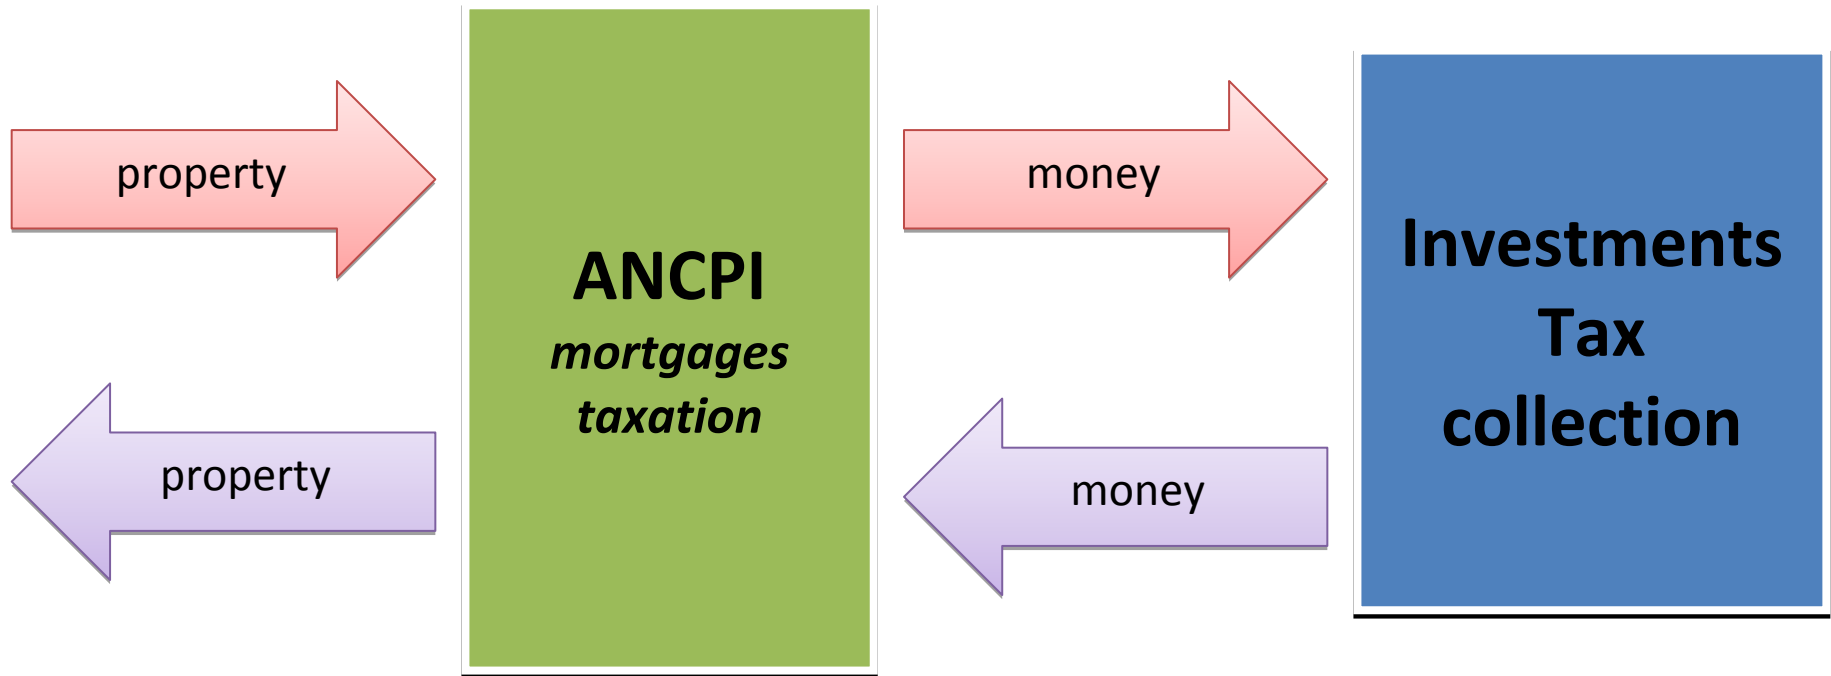 property
ANCPI
mortgages
taxation
property
money
money
Investments
Tax
collection